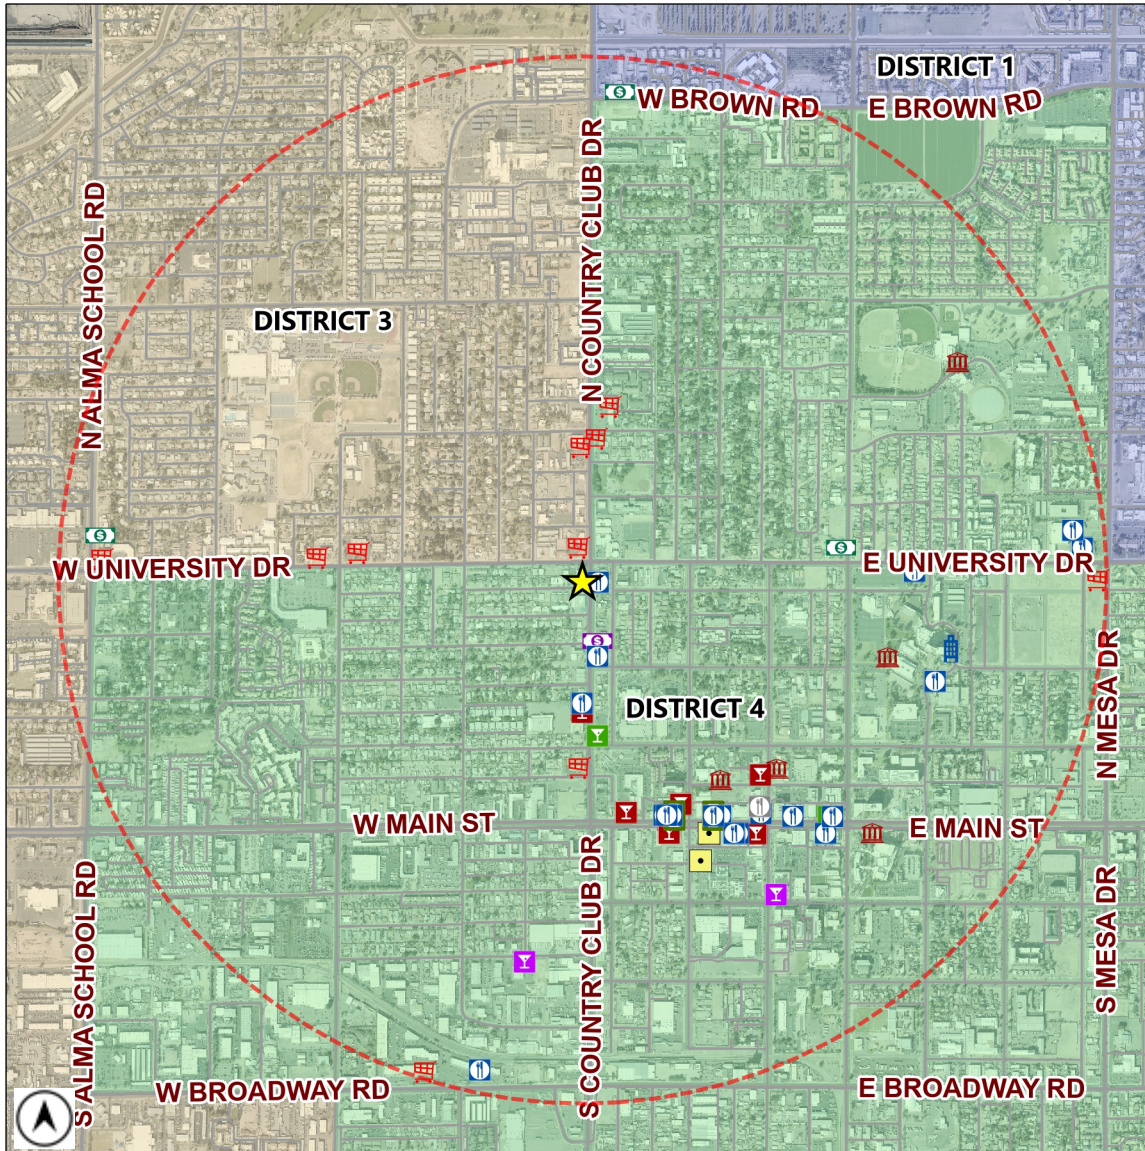 DISTRICT 1
W BROWN RD
E BROWN RD
N ALMA SCHOOL RD
N COUNTRY CLUB DR
DISTRICT 3
W UNIVERSITY DR
E UNIVERSITY DR
DISTRICT 4
N MESA DR
W MAIN ST
E MAIN ST
S ALMA SCHOOL RD
S COUNTRY CLUB DR
S MESA DR
W BROADWAY RD
E BROADWAY RD